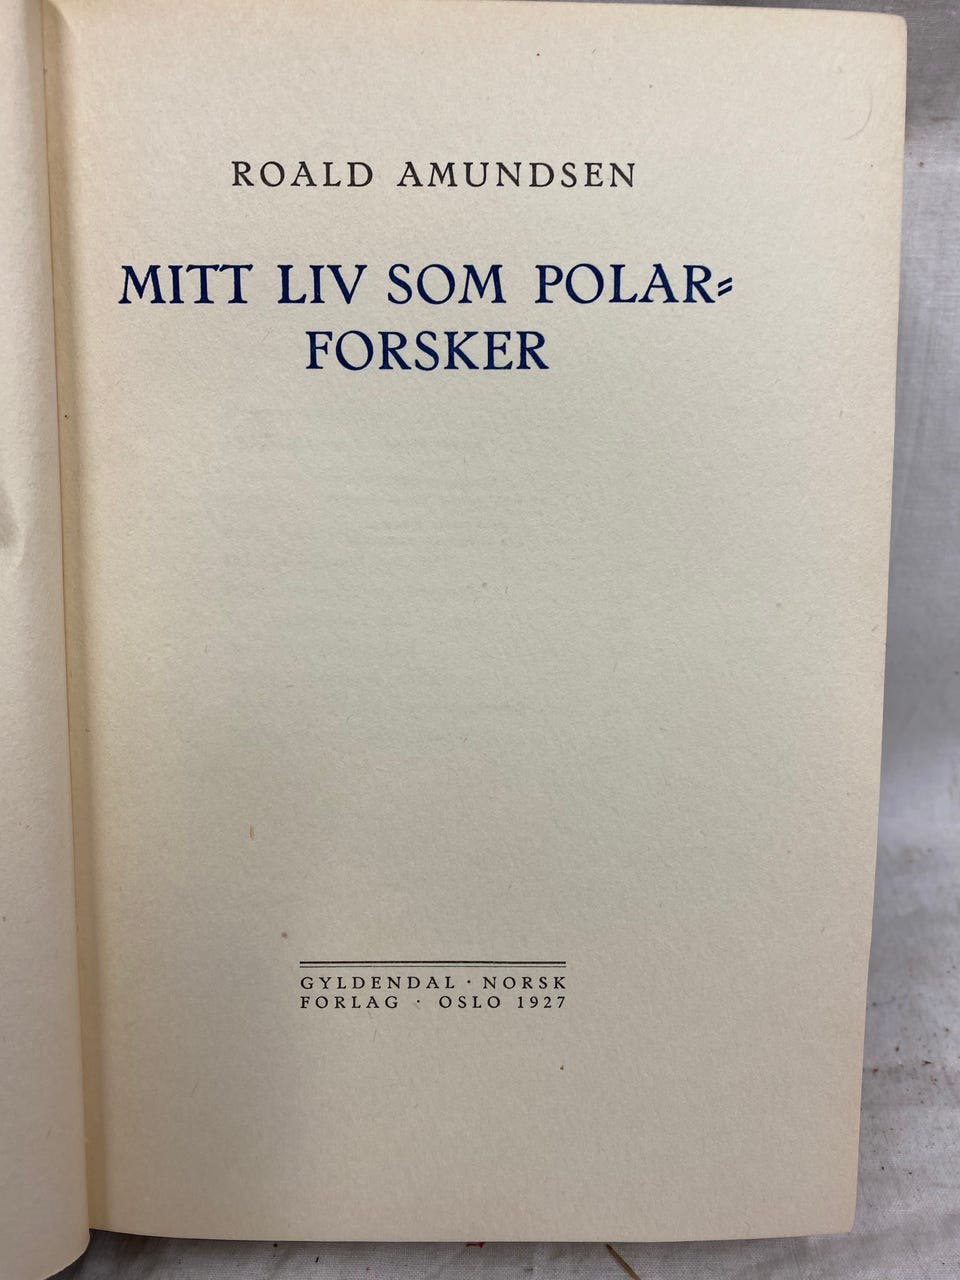 ROALD AMUNDSEN
MITT LIV SOM POLAR=
FORSKER
GYLDENDAL · NORSK
FORLAG · OSLO 1927